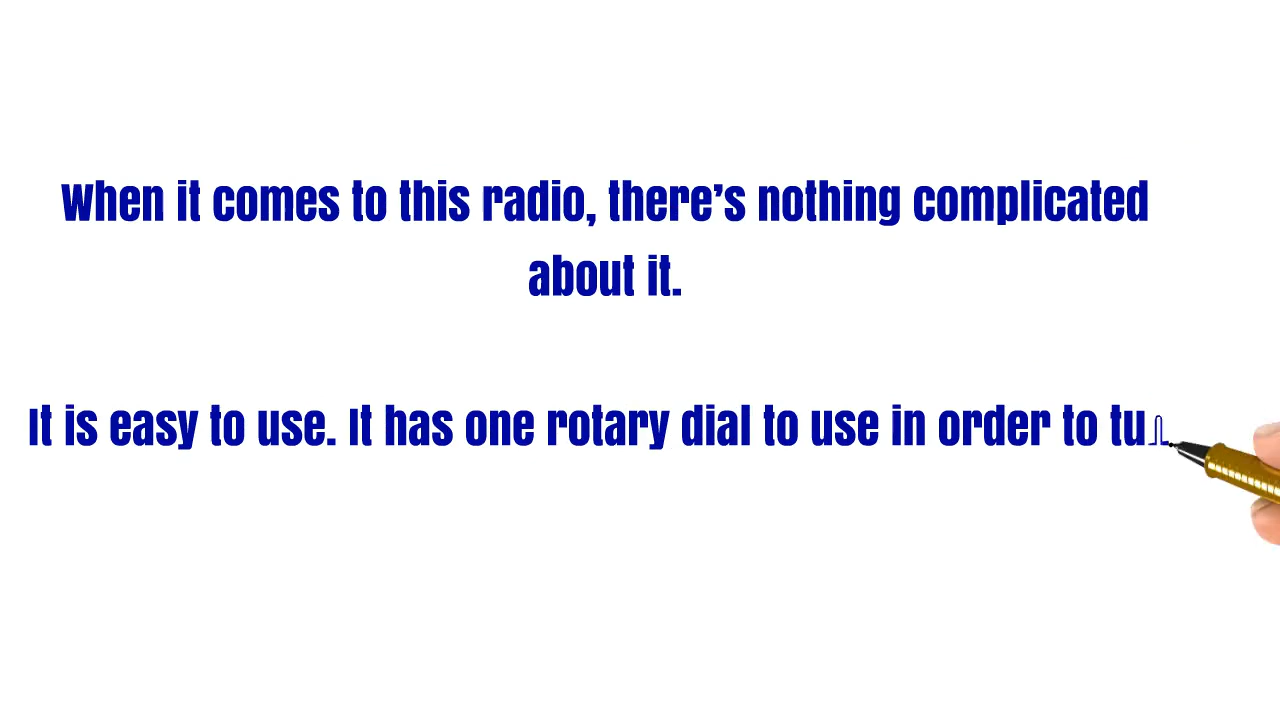 When it comes to this radio, there’s nothing complicated
about it.
It is easy to use. It has one rotary dial to use in order to tu